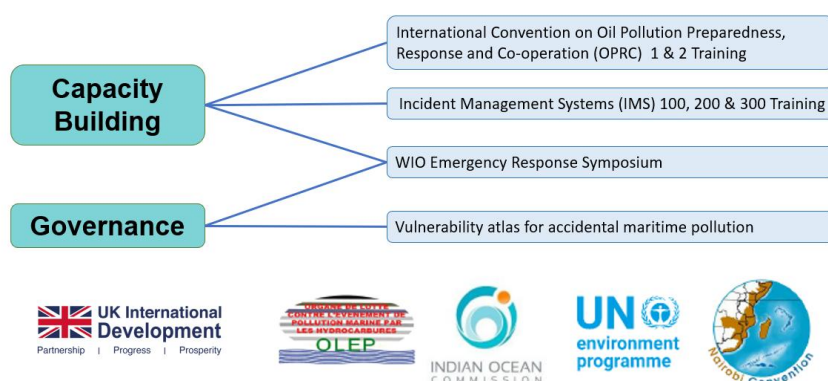 Capacity
Building
Governance
International Convention on Oil Pollution Preparedness,
Response and Co-operation (OPRC)  1 & 2 Training
Incident Management Systems (IMS) 100, 200 & 300 Training
WIO Emergency Response Symposium
Vulnerability atlas for accidental maritime pollution
UK International
Development
Partnership | Progress | Prosperity
ORGANE DE LUTTE
CONTRE L'EVENEMENT DE
POLLUTION MARINE PAR
LES HYDROCARBURES
OLEP
INDIAN OCEAN
COMMISSION
UN
environment
programme
Nairobi Convention